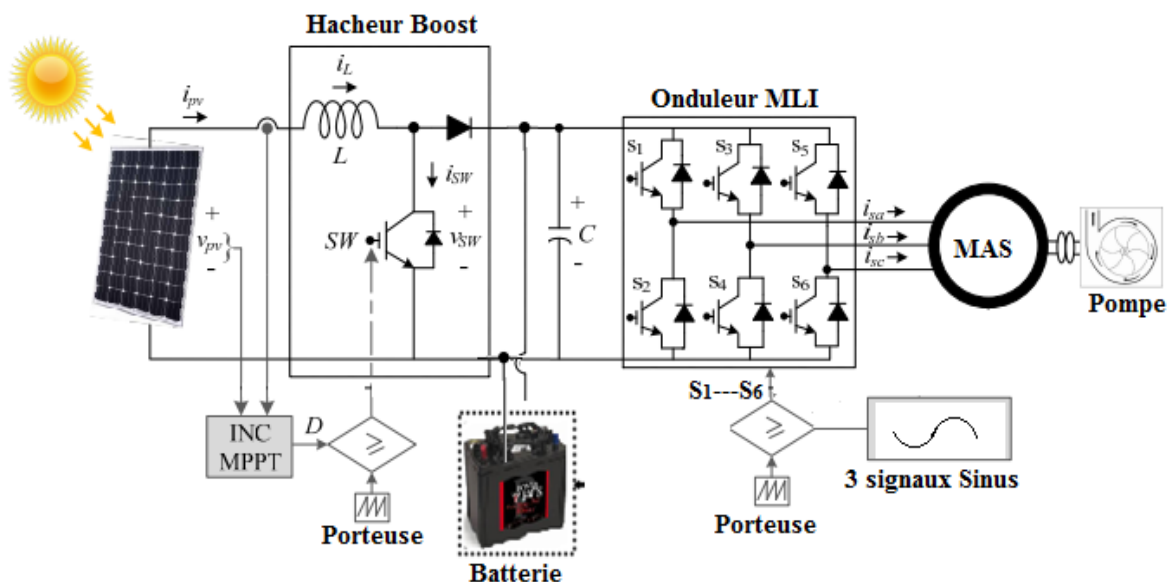 Hacheur Boost
i_L
i_pv
Onduleur MLI
L
S1
S3
S5
i_SW
+
v_pv
-
SW
+
v_SW
-
+
C
-
i_sa
i_sb
i_sc
MAS
S2
S4
S6
Pompe
S1---S6
INC
MPPT
D
≥
≥
3 signaux Sinus
Porteuse
Porteuse
Batterie